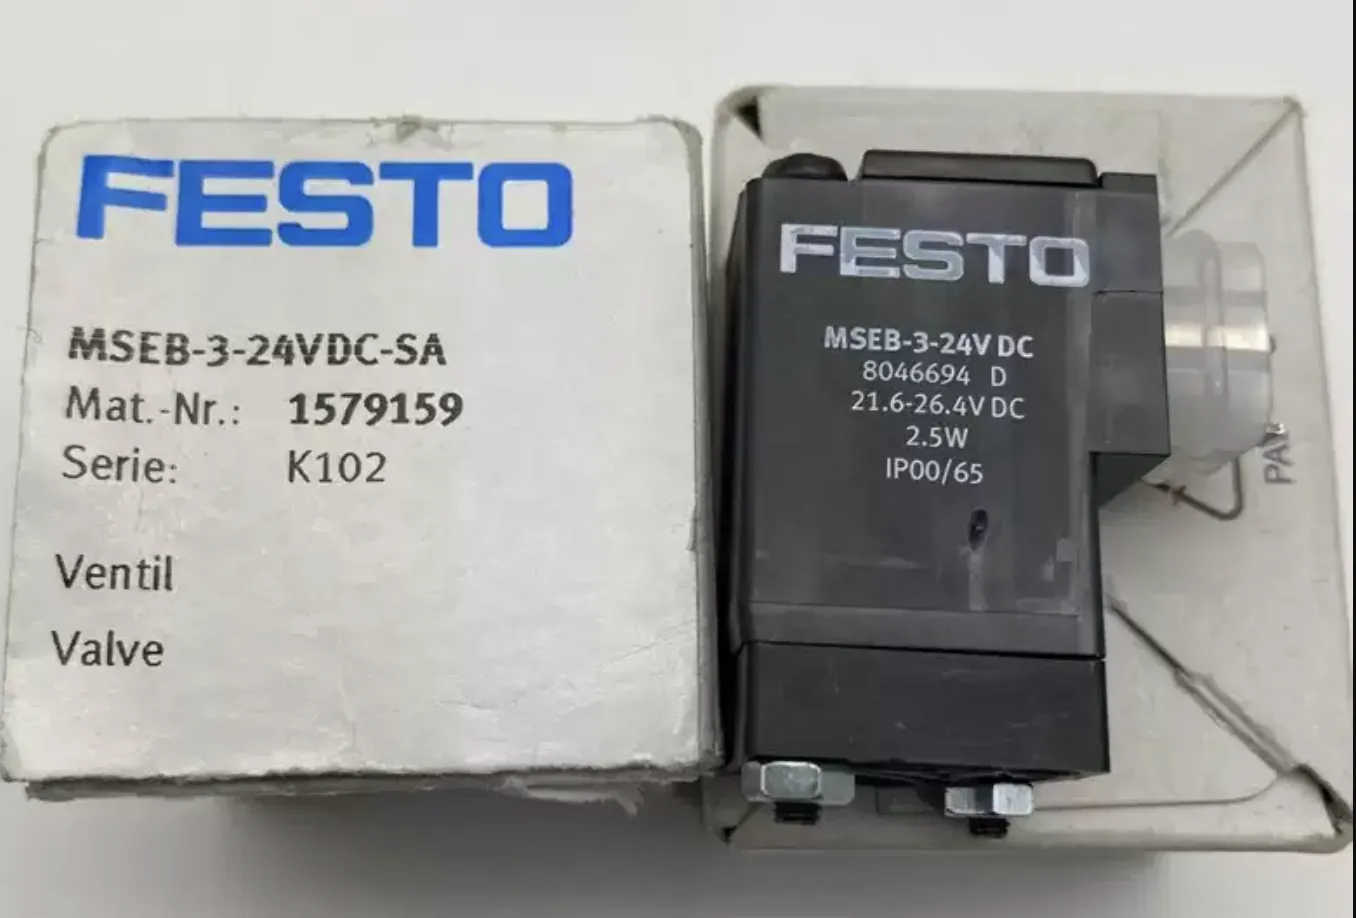 FESTO
MSEB-3-24VDC-SA
Mat.-Nr.: 1579159
Serie: K102
Ventil
Valve
FESTO
MSEB-3-24V DC
8046694 D
21.6-26.4V DC
2.5W
IP00/65